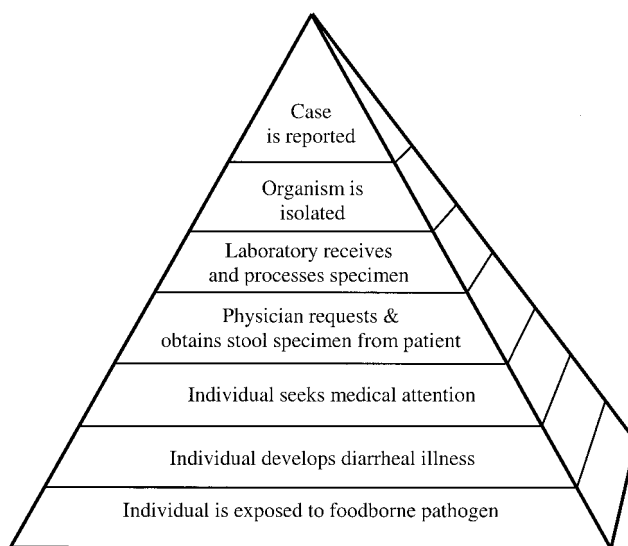 Case
is reported
Organism is
isolated
Laboratory receives
and processes specimen
Physician requests &
obtains stool specimen from patient
Individual seeks medical attention
Individual develops diarrheal illness
Individual is exposed to foodborne pathogen